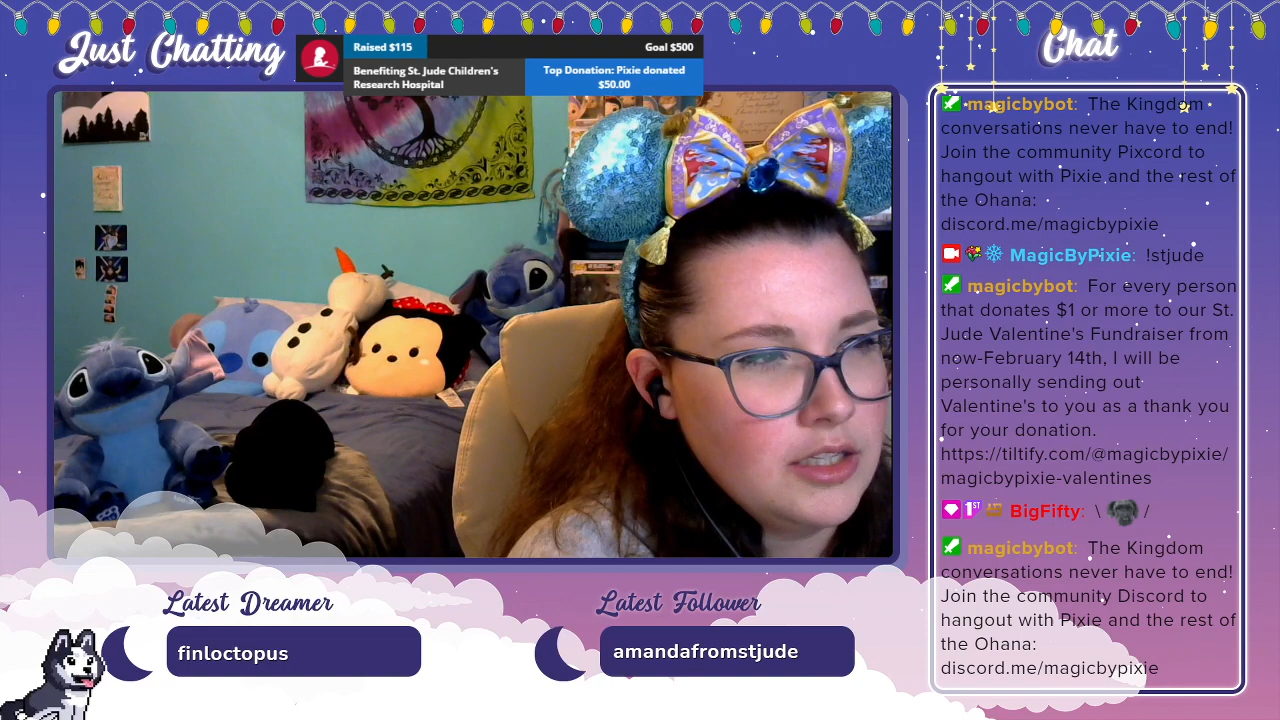 Just Chatting
Raised $115
Goal $500
Benefiting St. Jude Children's
Research Hospital
Top Donation: Pixie donated
$50.00
Chat
magicbybot: The Kingdom
conversations never have to end!
Join the community Pixcord to
hangout with Pixie and the rest of
the Ohana:
discord.me/magicbypixie
MagicByPixie: !stjude
magicbybot: For every person
that donates $1 or more to our St.
Jude Valentine's Fundraiser from
now-February 14th, I will be
personally sending out
Valentine's to you as a thank you
for your donation.
https://tiltify.com/@magicbypixie/
magicbypixie-valentines
1ST BigFifty: \ /
magicbybot: The Kingdom
conversations never have to end!
Join the community Discord to
hangout with Pixie and the rest of
the Ohana:
discord.me/magicbypixie
Latest Dreamer
finloctopus
Latest Follower
amandafromstjude